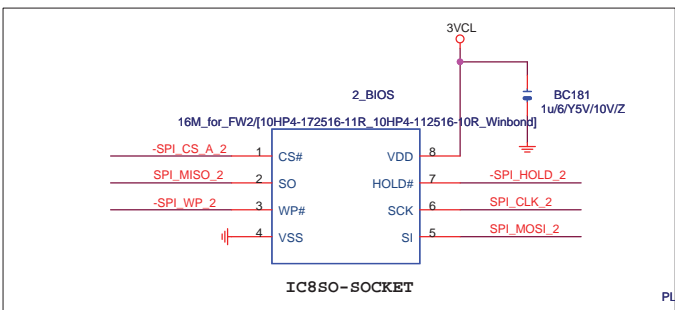 3VCL
BC181
1u/6/Y5V/10V/Z
2_BIOS
16M_for_FW2/[10HP4-172516-11R_10HP4-112516-10R_Winbond]
-SPI_CS_A_2 1 CS# VDD 8
SPI_MISO_2 2 SO HOLD# 7 -SPI_HOLD_2
-SPI_WP_2 3 WP# SCK 6 SPI_CLK_2
4 VSS SI 5 SPI_MOSI_2
IC8SO-SOCKET
PL